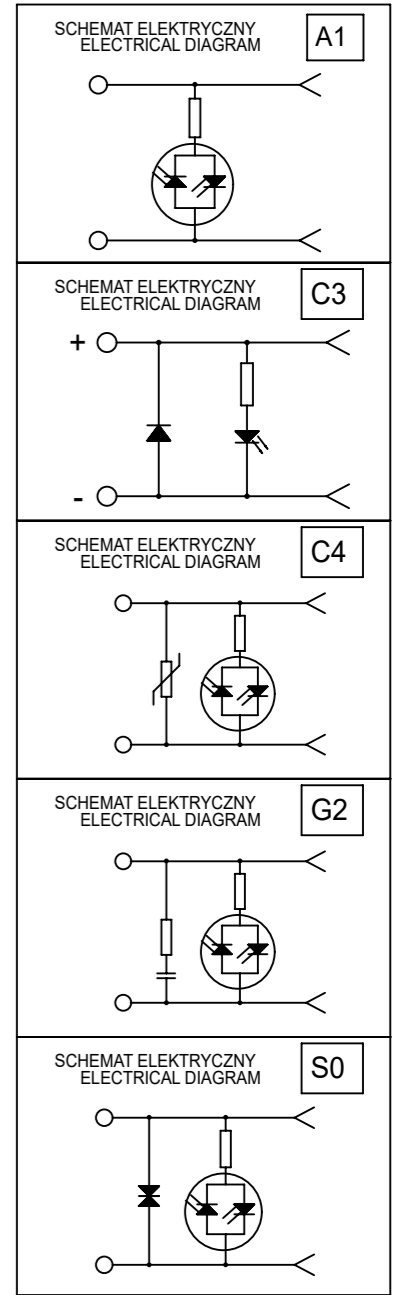 SCHEMAT ELEKTRYCZNY
ELECTRICAL DIAGRAM
A1
SCHEMAT ELEKTRYCZNY
ELECTRICAL DIAGRAM
C3
+
-
SCHEMAT ELEKTRYCZNY
ELECTRICAL DIAGRAM
C4
SCHEMAT ELEKTRYCZNY
ELECTRICAL DIAGRAM
G2
SCHEMAT ELEKTRYCZNY
ELECTRICAL DIAGRAM
S0